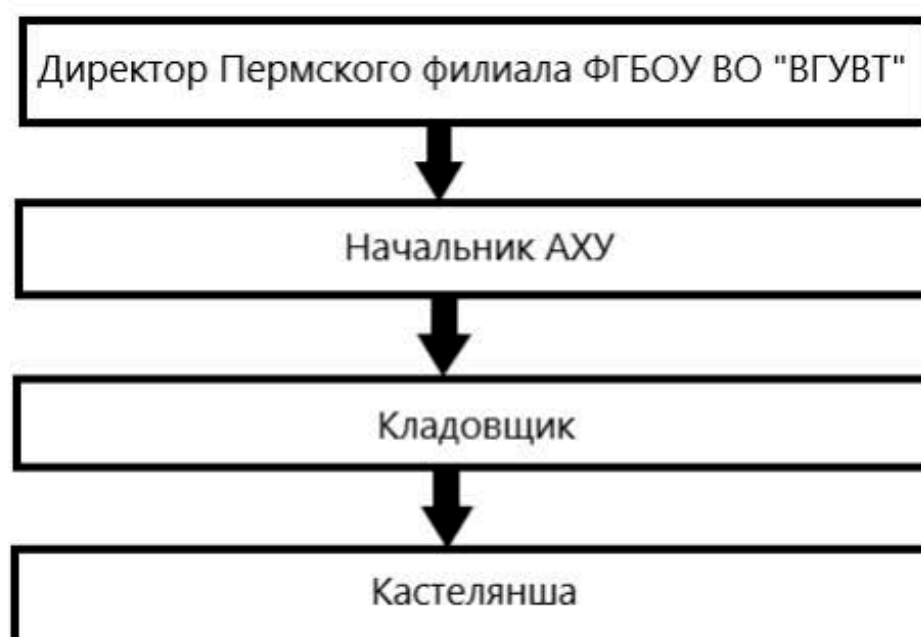 Директор Пермского филиала ФГБОУ ВО "ВГУВТ"
Начальник АХУ
Кладовщик
Кастелянша